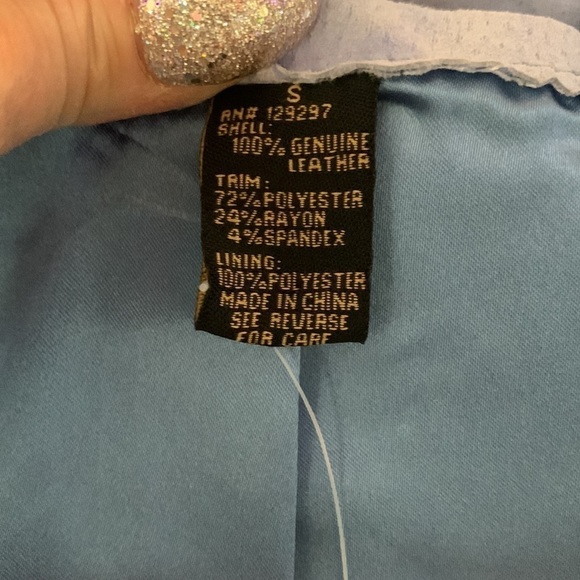 S
RN# 129297
SHELL:
100% GENUINE
LEATHER
TRIM:
72%POLYESTER
24%RAYON
4%SPANDEX
LINING:
100%POLYESTER
MADE IN CHINA
SEE REVERSE
FOR CARE